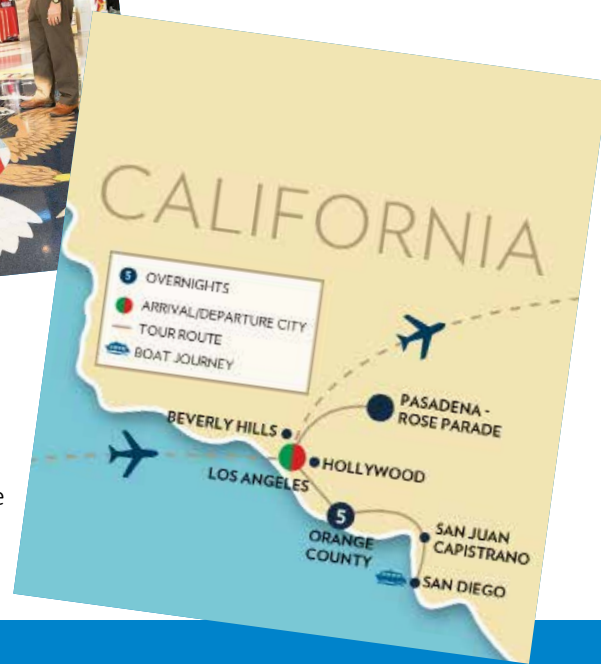 CALIFORNIA
5 OVERNIGHTS
ARRIVAL/DEPARTURE CITY
TOUR ROUTE
BOAT JOURNEY
PASADENA -
ROSE PARADE
BEVERLY HILLS
HOLLYWOOD
LOS ANGELES
5
ORANGE
COUNTY
SAN JUAN
CAPISTRANO
SAN DIEGO
e